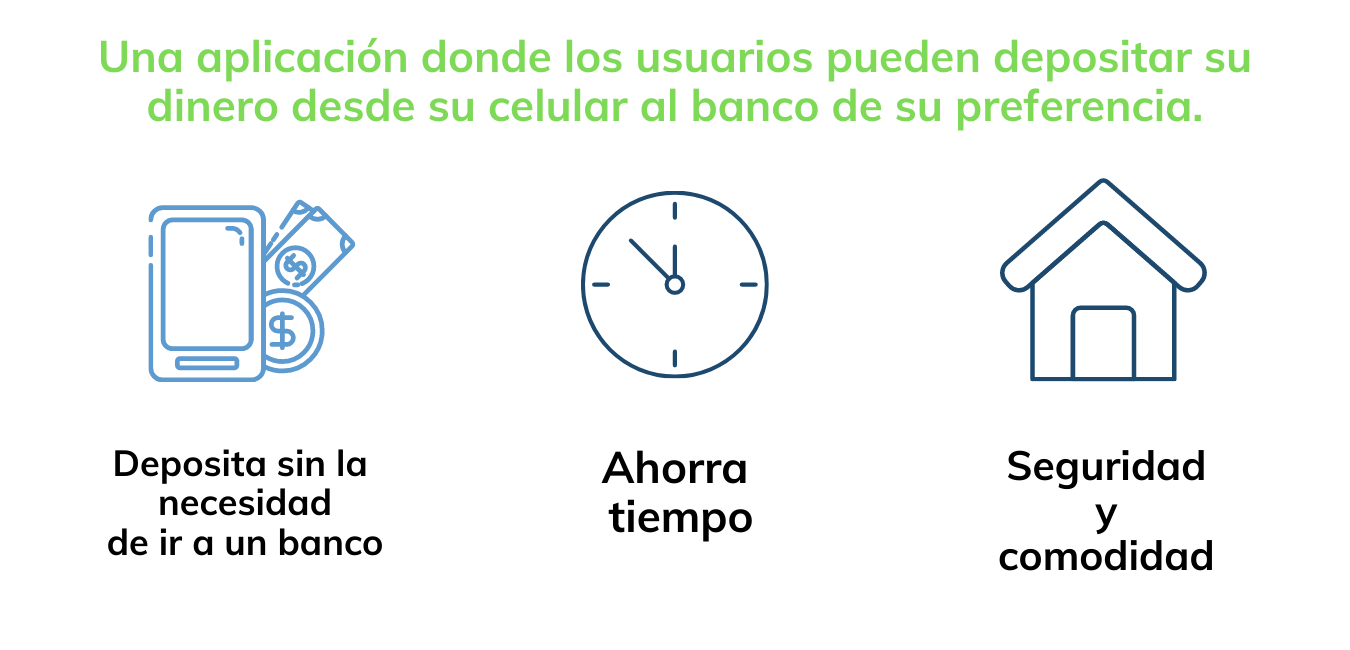 Una aplicación donde los usuarios pueden depositar su
dinero desde su celular al banco de su preferencia.
$
$
Deposita sin la
necesidad
de ir a un banco
Ahorra
tiempo
Seguridad
y
comodidad